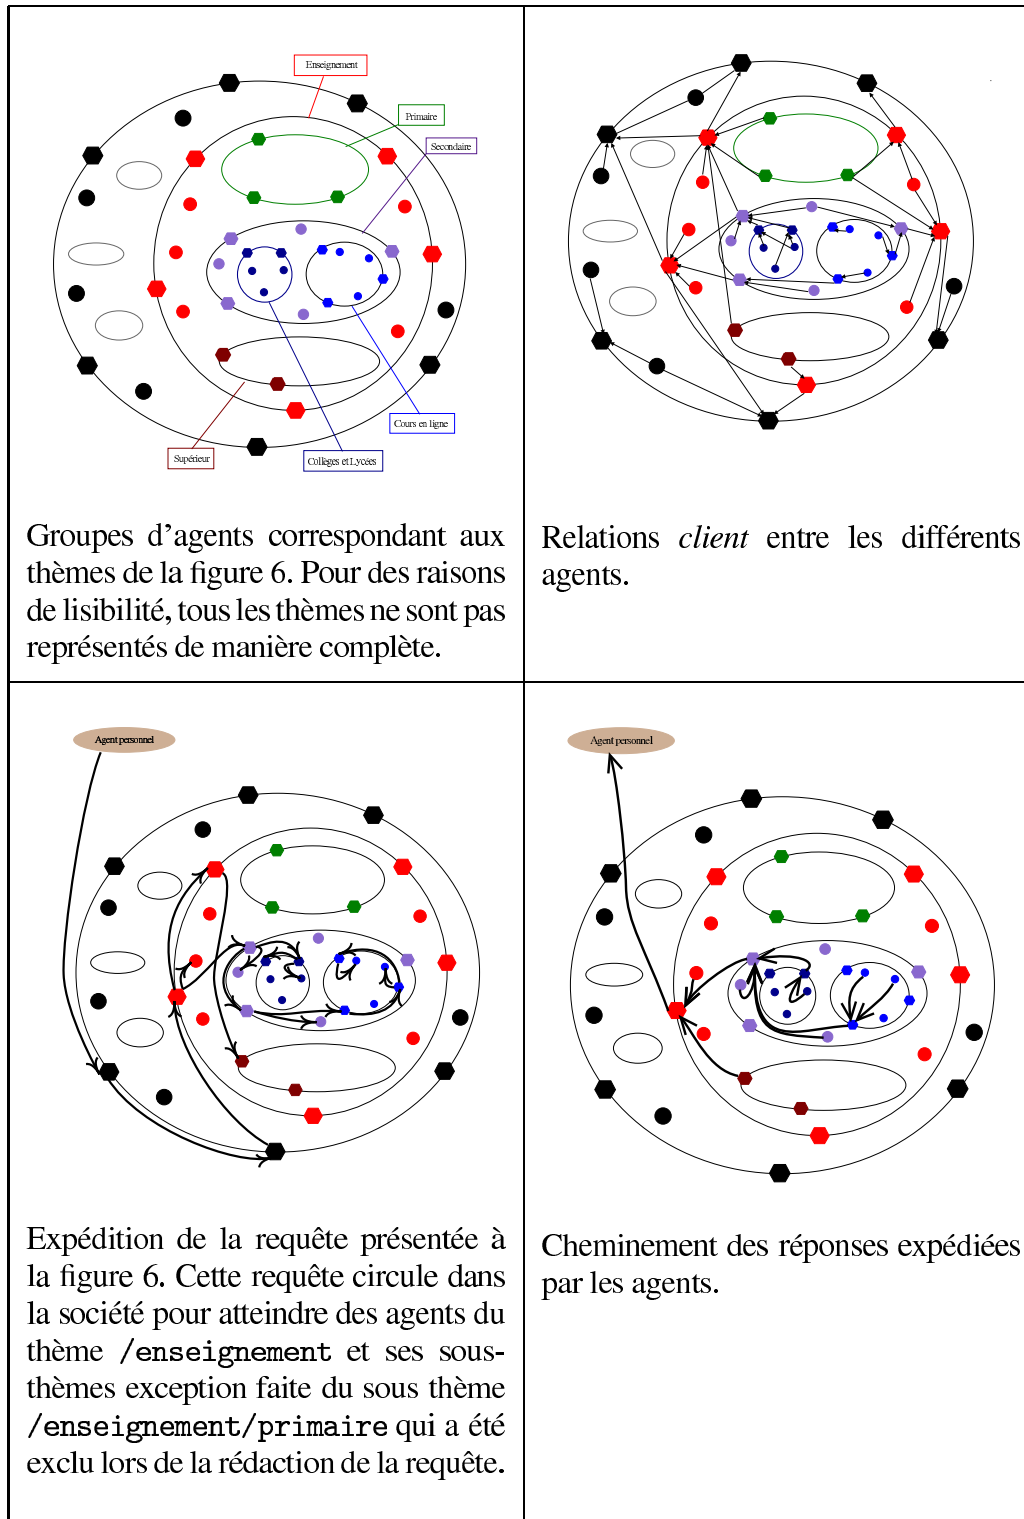 Enseignement
Primaire
Secondaire
Cours en ligne
Supérieur
Collèges et Lycées
Groupes d'agents correspondant aux
thèmes de la figure 6. Pour des raisons
de lisibilité, tous les thèmes ne sont pas
représentés de manière complète.
Relations client entre les différents
agents.
Agent personnel
Expédition de la requête présentée à
la figure 6. Cette requête circule dans
la société pour atteindre des agents du
thème /enseignement et ses sous-
thèmes exception faite du sous thème
/enseignement/primaire qui a été
exclu lors de la rédaction de la requête.
Agent personnel
Cheminement des réponses expédiées
par les agents.